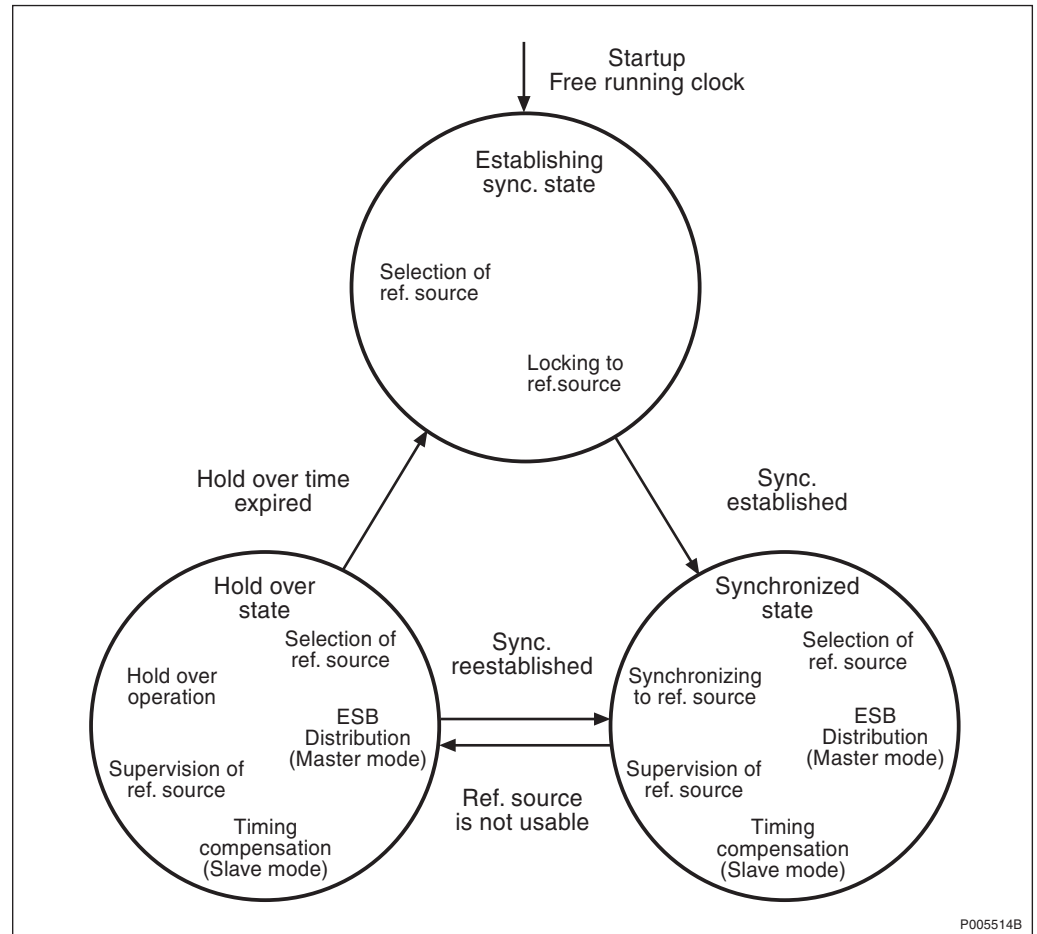 Startup
Free running clock
Establishing
sync. state
Selection of
ref. source
Locking to
ref.source
Hold over time
expired
Sync.
established
Hold over
state
Selection of
ref. source
Hold over
operation
ESB
Distribution
(Master mode)
Supervision of
ref. source
Timing
compensation
(Slave mode)
Sync.
reestablished
Ref. source
is not usable
Synchronized
state
Selection of
ref. source
Synchronizing
to ref. source
ESB
Distribution
(Master mode)
Supervision of
ref. source
Timing
compensation
(Slave mode)
P005514B